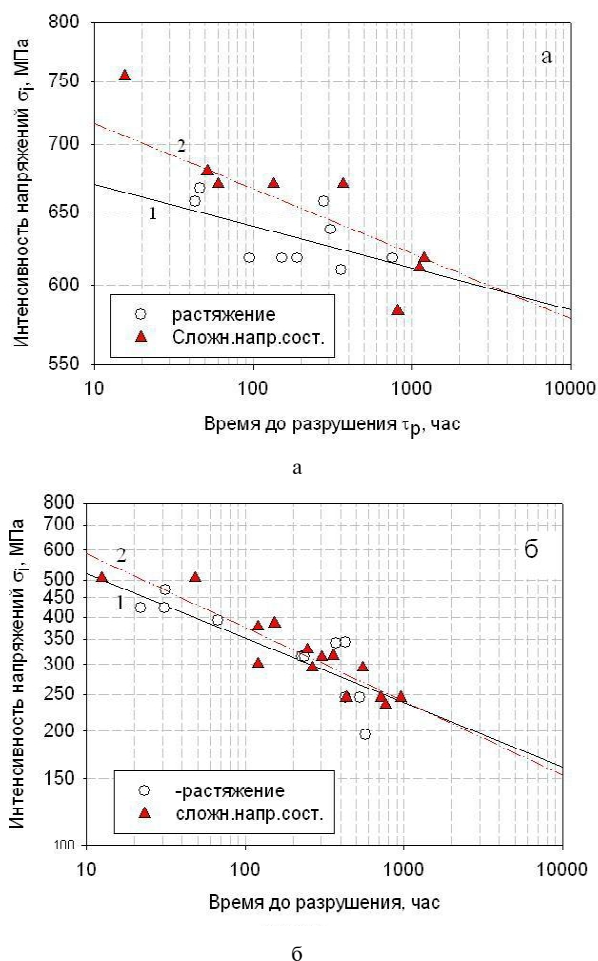 800
750
700
650
600
550
Интенсивность напряжений σi, МПа
а
2
1
растяжение
Сложн.напр.сост.
10 100 1000 10000
Время до разрушения τр, час
а
800
700
600
500
450
400
350
300
250
200
150
100
Интенсивность напряжений σi, МПа
б
2
1
-растяжение
сложн.напр.сост.
10 100 1000 10000
Время до разрушения, час
б